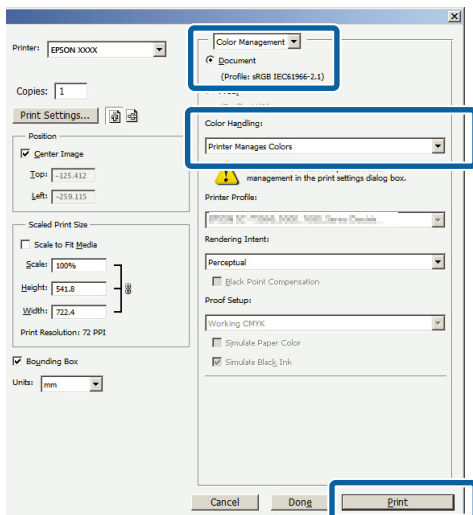 Printer: EPSON XXXX
Copies: 1
Print Settings...
Position
Center Image
Top: -125.412
Left: -259.115
Scaled Print Size
Scale to Fit Media
Scale: 100%
Height: 541.8
Width: 722.4
Print Resolution: 72 PPI
Bounding Box
Units: mm
Color Management
Document
(Profile: sRGB IEC61966-2.1)
Color Handling:
Printer Manages Colors
management in the print settings dialog box.
Printer Profile:
Rendering Intent:
Perceptual
Black Point Compensation
Proof Setup:
Working CMYK
Simulate Paper Color
Simulate Black Ink
Cancel
Done
Print